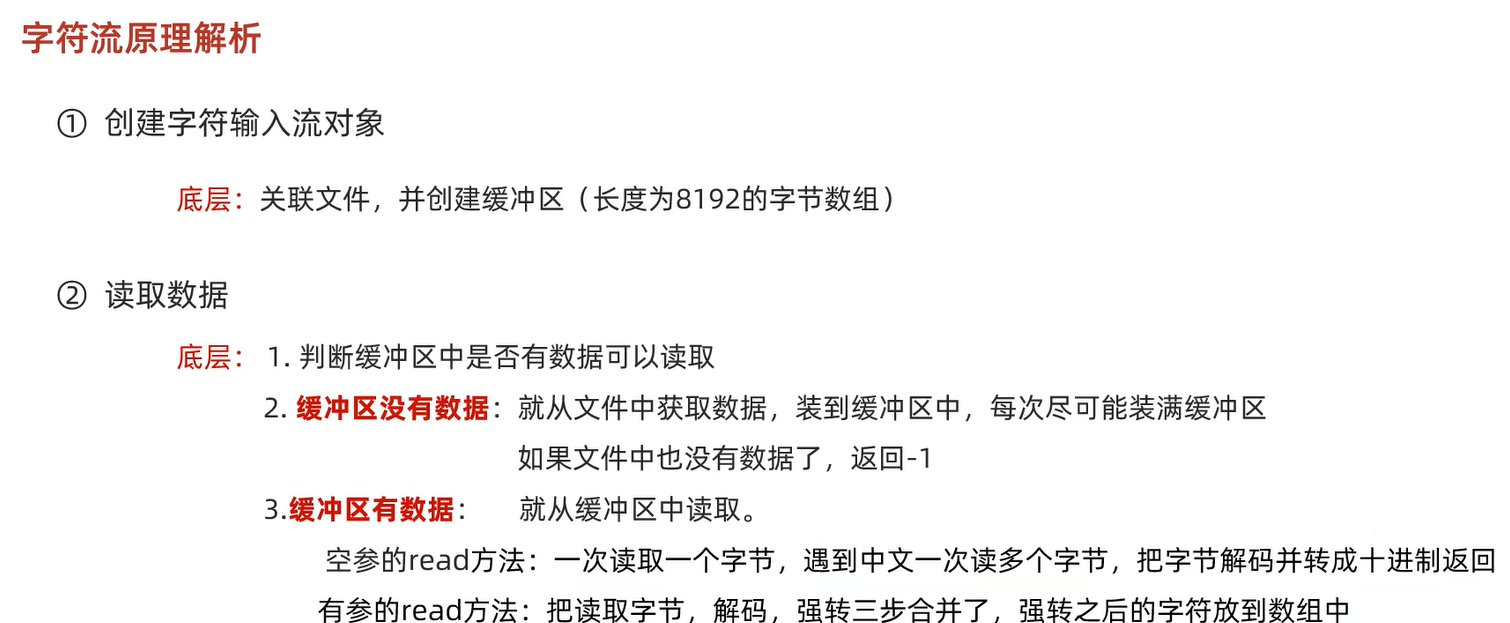 字符流原理解析
① 创建字符输入流对象
底层：关联文件，并创建缓冲区（长度为8192的字节数组）
② 读取数据
底层： 1. 判断缓冲区中是否有数据可以读取
2. 缓冲区没有数据：就从文件中获取数据，装到缓冲区中，每次尽可能装满缓冲区
如果文件中也没有数据了，返回-1
3.缓冲区有数据： 就从缓冲区中读取。
空参的read方法：一次读取一个字节，遇到中文一次读多个字节，把字节解码并转成十进制返回
有参的read方法：把读取字节，解码，强转三步合并了，强转之后的字符放到数组中